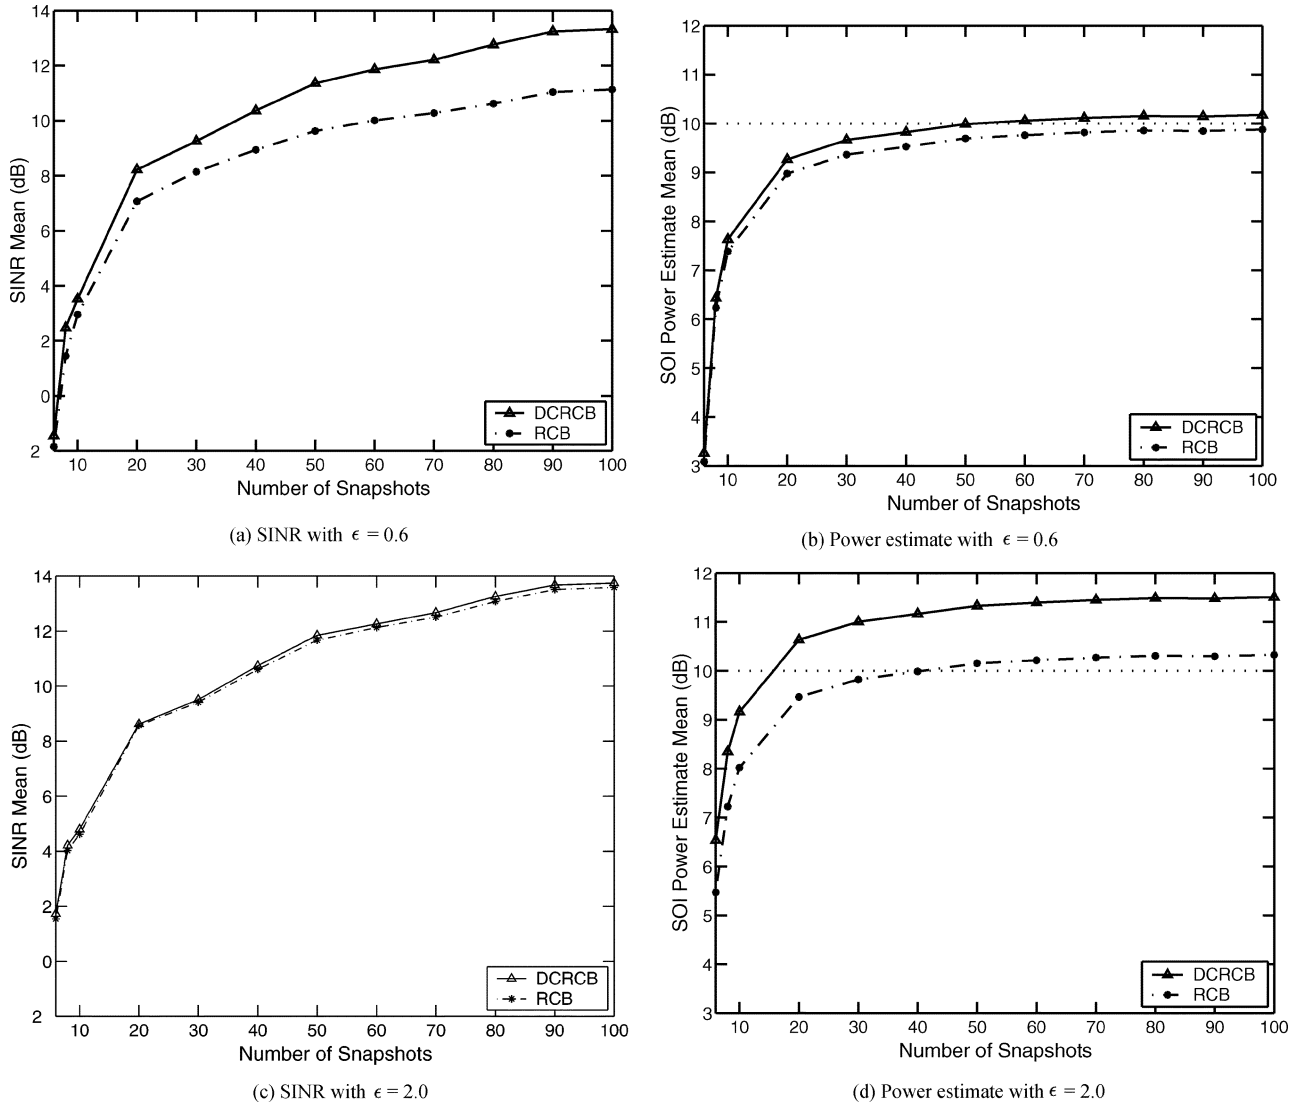 14
12
10
8
6
4
2
0
2
SINR Mean (dB)
10 20 30 40 50 60 70 80 90 100
Number of Snapshots
DCRCB
RCB
(a) SINR with ϵ = 0.6
12
11
10
9
8
7
6
5
4
3
SOI Power Estimate Mean (dB)
10 20 30 40 50 60 70 80 90 100
Number of Snapshots
DCRCB
RCB
(b) Power estimate with ϵ = 0.6
14
12
10
8
6
4
2
0
2
SINR Mean (dB)
10 20 30 40 50 60 70 80 90 100
Number of Snapshots
DCRCB
RCB
(c) SINR with ϵ = 2.0
12
11
10
9
8
7
6
5
4
3
SOI Power Estimate Mean (dB)
10 20 30 40 50 60 70 80 90 100
Number of Snapshots
DCRCB
RCB
(d) Power estimate with ϵ = 2.0